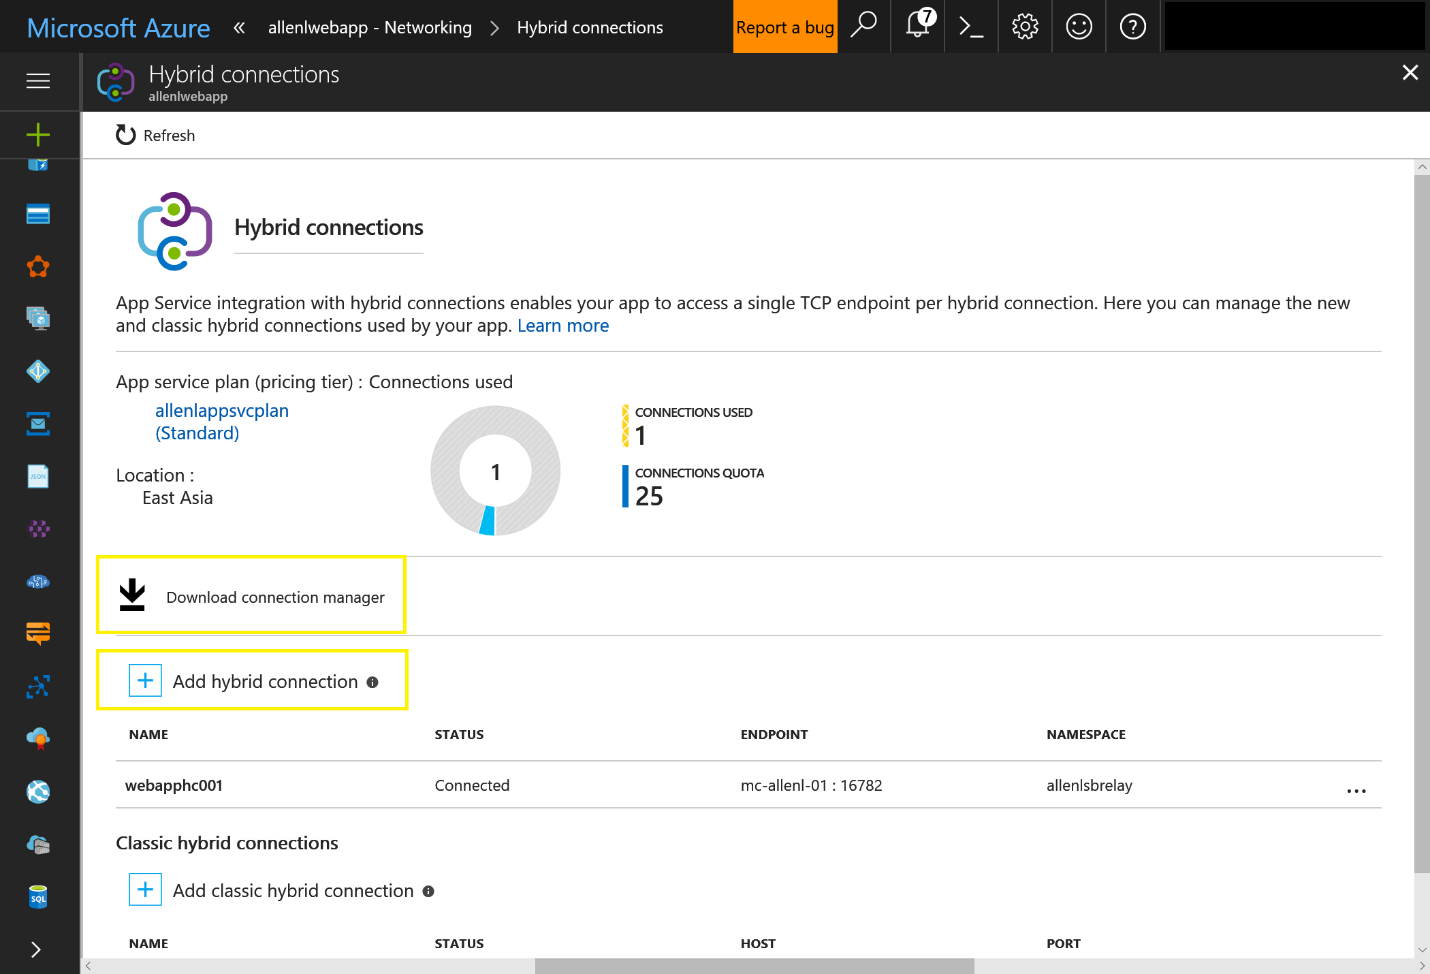 Microsoft Azure « allenlwebapp - Networking > Hybrid connections Report a bug 7
Hybrid connections
allenlwebapp
Refresh
Hybrid connections
App Service integration with hybrid connections enables your app to access a single TCP endpoint per hybrid connection. Here you can manage the new
and classic hybrid connections used by your app. Learn more
App service plan (pricing tier) : Connections used
allenlappsvcplan
(Standard)
Location :
East Asia
1
CONNECTIONS USED
1
CONNECTIONS QUOTA
25
Download connection manager
Add hybrid connection
NAME STATUS ENDPOINT NAMESPACE
webapphc001 Connected mc-allenl-01 : 16782 allenlsbrelay ...
Classic hybrid connections
Add classic hybrid connection
NAME STATUS HOST PORT
JSON
SQL